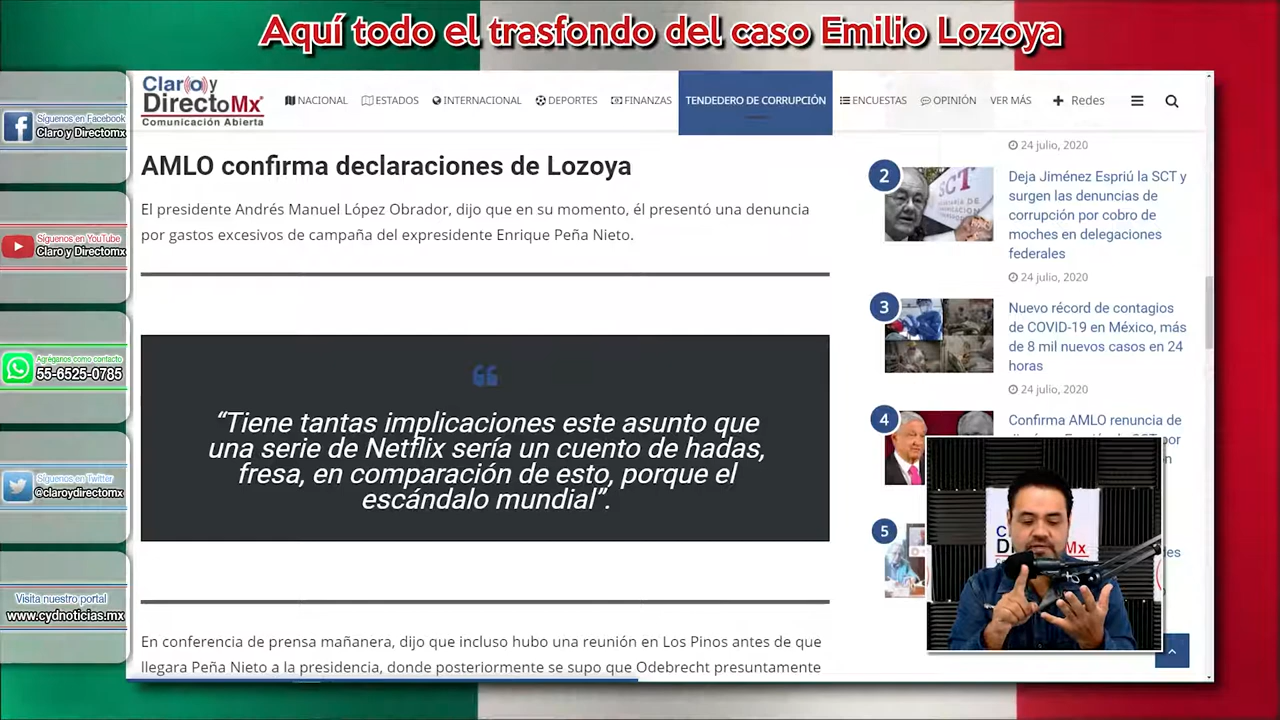 Aquí todo el trasfondo del caso Emilio Lozoya
Claro y
DirectoMx
Comunicación Abierta
NACIONAL
ESTADOS
INTERNACIONAL
DEPORTES
FINANZAS
TENDEDERO DE CORRUPCIÓN
ENCUESTAS
OPINIÓN
VER MÁS
Redes
Síguenos en Facebook
Claro y Directomx
Síguenos en YouTube
Claro y Directomx
Agréganos como contacto
55-6525-0785
Síguenos en Twitter
@claroydirectomx
Visita nuestro portal
www.cydnoticias.mx
AMLO confirma declaraciones de Lozoya
El presidente Andrés Manuel López Obrador, dijo que en su momento, él presentó una denuncia
por gastos excesivos de campaña del expresidente Enrique Peña Nieto.
“Tiene tantas implicaciones este asunto que
una serie de Netflix sería un cuento de hadas,
fresa, en comparación de esto, porque el
escándalo mundial”.
En conferencia de prensa mañanera, dijo que incluso hubo una reunión en Los Pinos antes de que
llegara Peña Nieto a la presidencia, donde posteriormente se supo que Odebrecht presuntamente
24 julio, 2020
2
SCT
Deja Jiménez Espriú la SCT y
surgen las denuncias de
corrupción por cobro de
moches en delegaciones
federales
24 julio, 2020
3
Nuevo récord de contagios
de COVID-19 en México, más
de 8 mil nuevos casos en 24
horas
24 julio, 2020
4
Confirma AMLO renuncia de
5